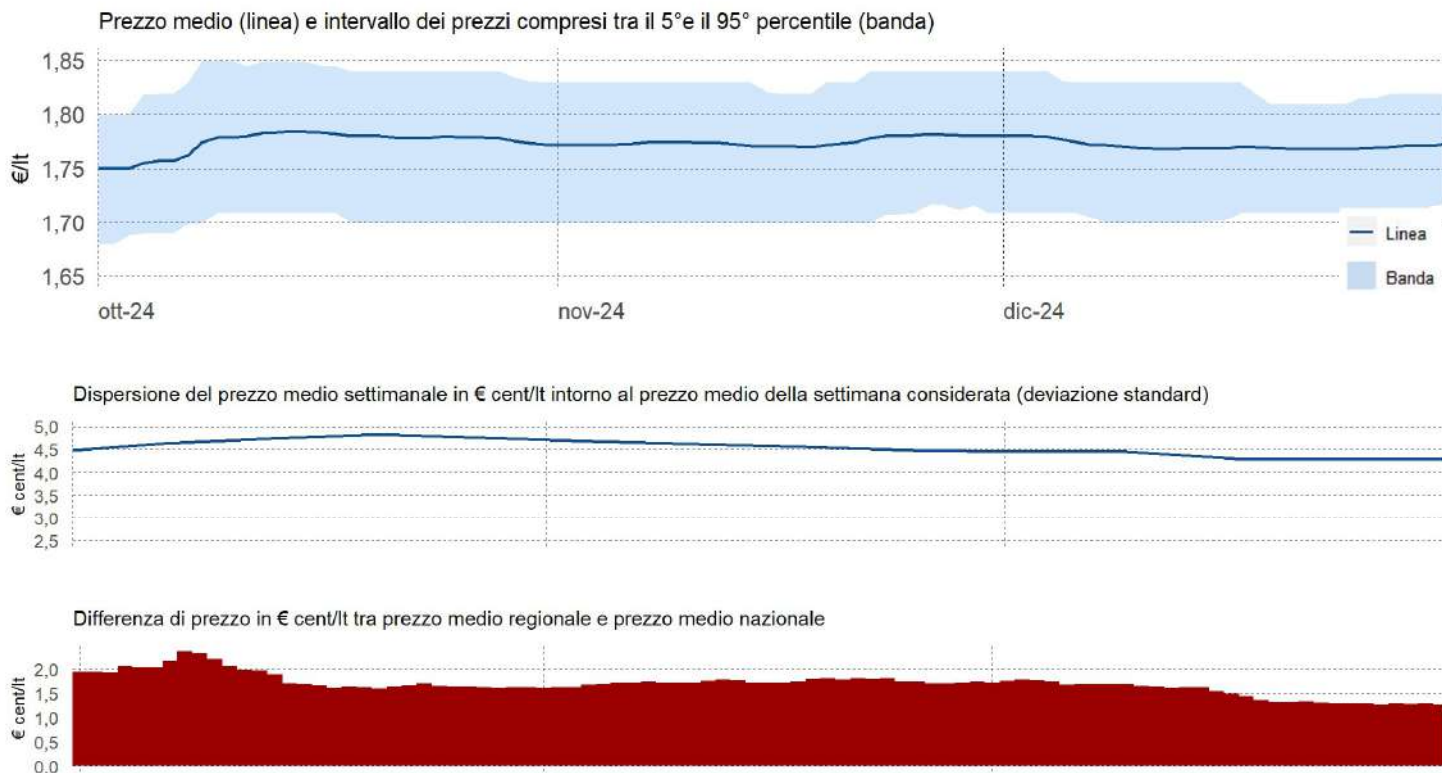 Prezzo medio (linea) e intervallo dei prezzi compresi tra il 5°e il 95° percentile (banda)
1,85
1,80
1,75
1,70
1,65
€/lt
Linea
Banda
ott-24 nov-24 dic-24
Dispersione del prezzo medio settimanale in € cent/lt intorno al prezzo medio della settimana considerata (deviazione standard)
5,0
4,5
4,0
3,5
3,0
2,5
€ cent/lt
Differenza di prezzo in € cent/lt tra prezzo medio regionale e prezzo medio nazionale
2,0
1,5
1,0
0,5
0,0
€ cent/lt